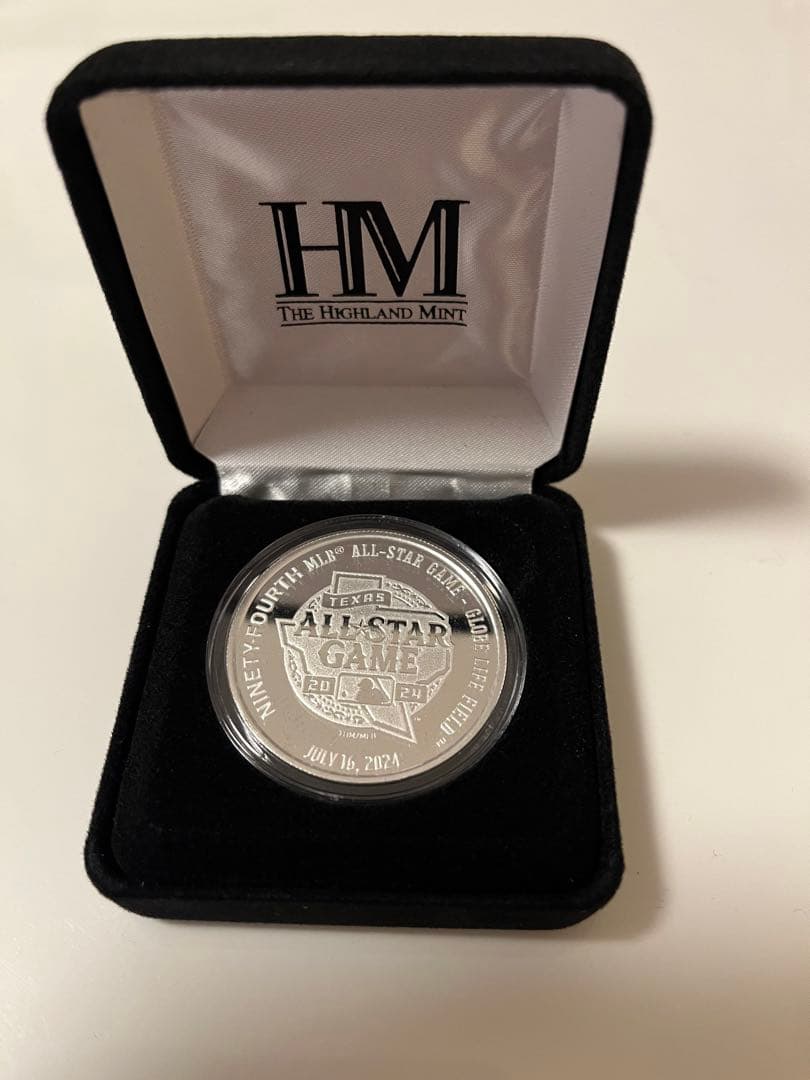 HM
THE HIGHLAND MINT
NINETY-FOURTH MLB® ALL-STAR GAME - GLOBE LIFE FIELD
TEXAS
ALL★STAR
GAME
20 24
JULY 16, 2024